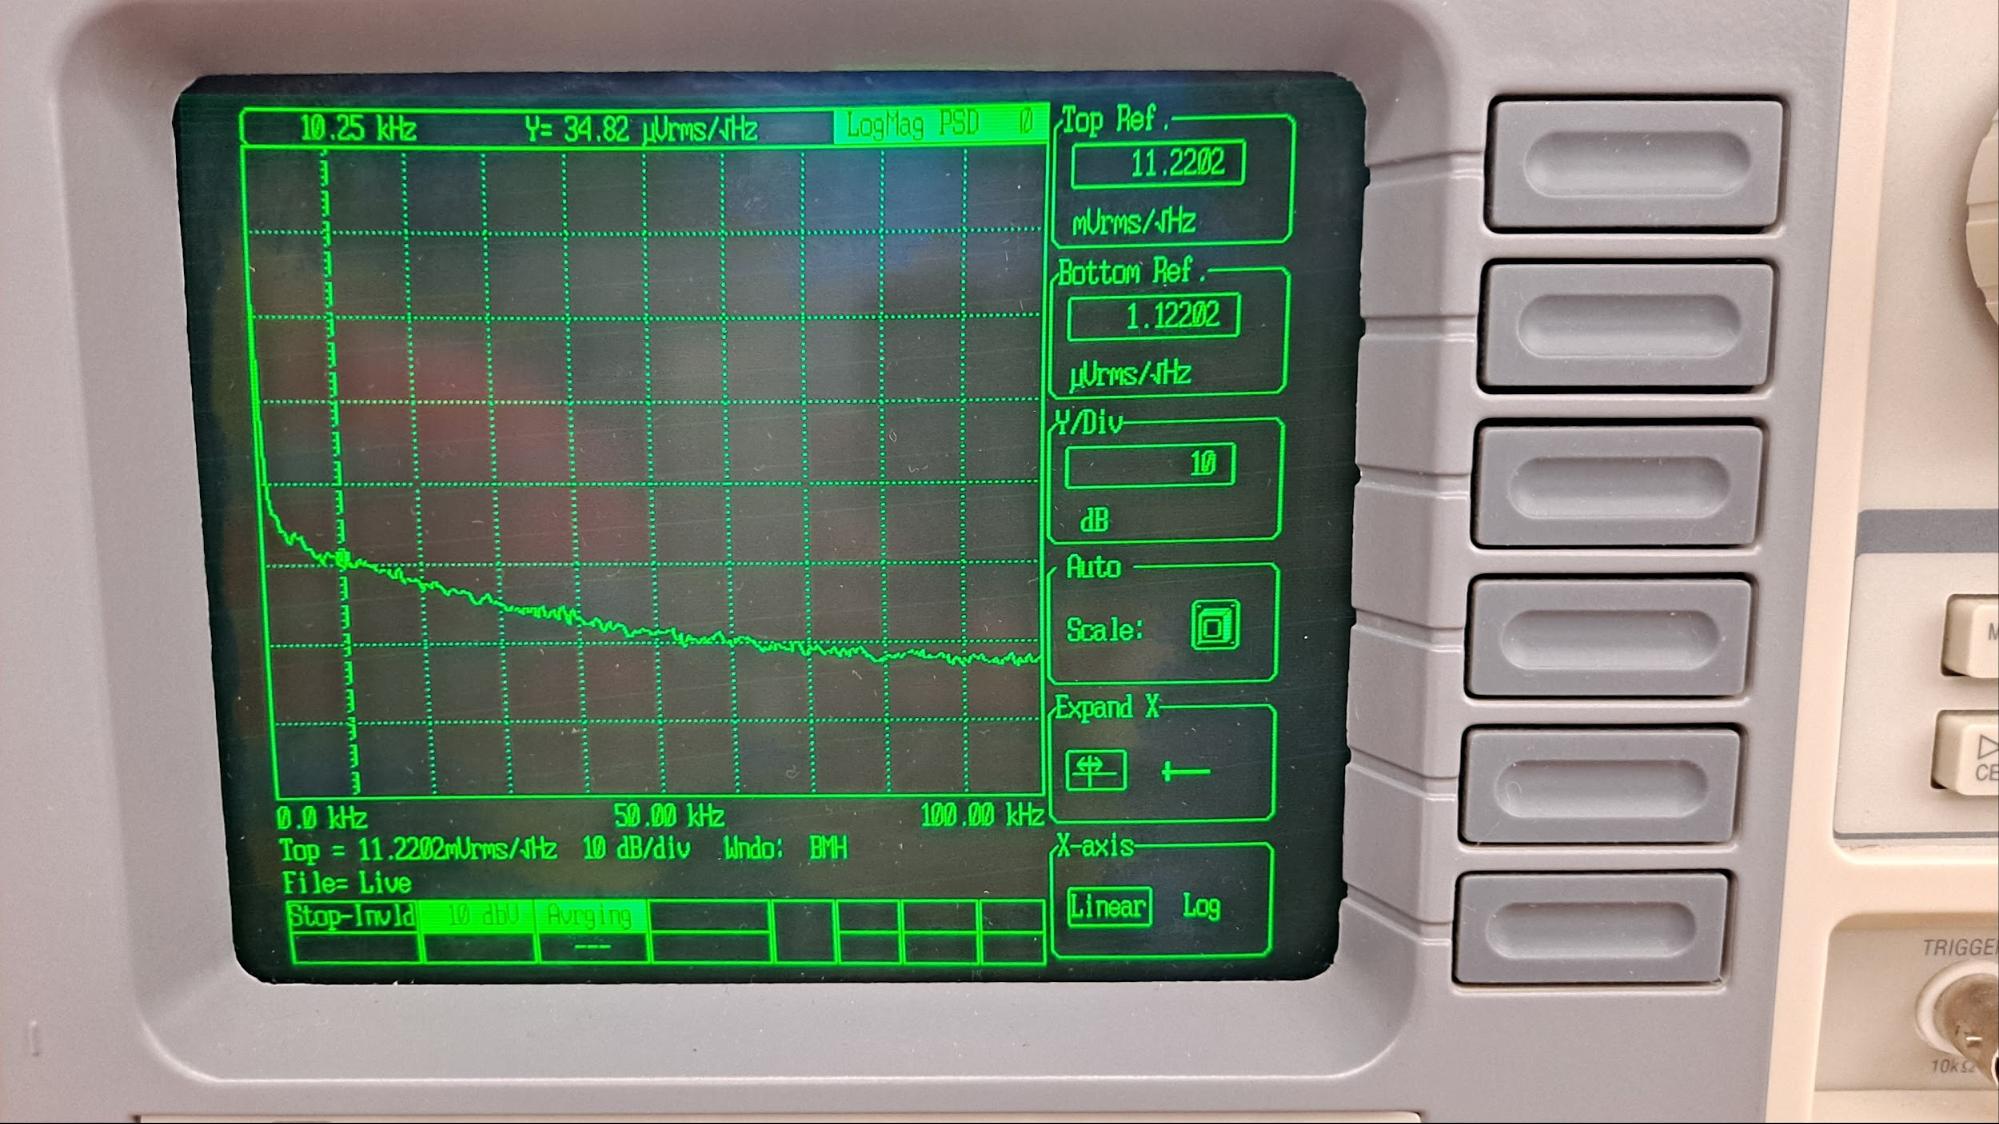 10.25 kHz Y= 34.82 µVrms/√Hz LogMag PSD 0
Top Ref.
11.2202
mVrms/√Hz
Bottom Ref.
1.12202
µVrms/√Hz
Y/Div
10
dB
Auto
Scale:
Expand X
X-axis
Linear Log
0.0 kHz 50.00 kHz 100.00 kHz
Top = 11.2202mVrms/√Hz 10 dB/div Wndo: BMH
File= Live
Stop-Invld 10 dbV Avrging
---
M
CE
TRIGGE
10kΩ